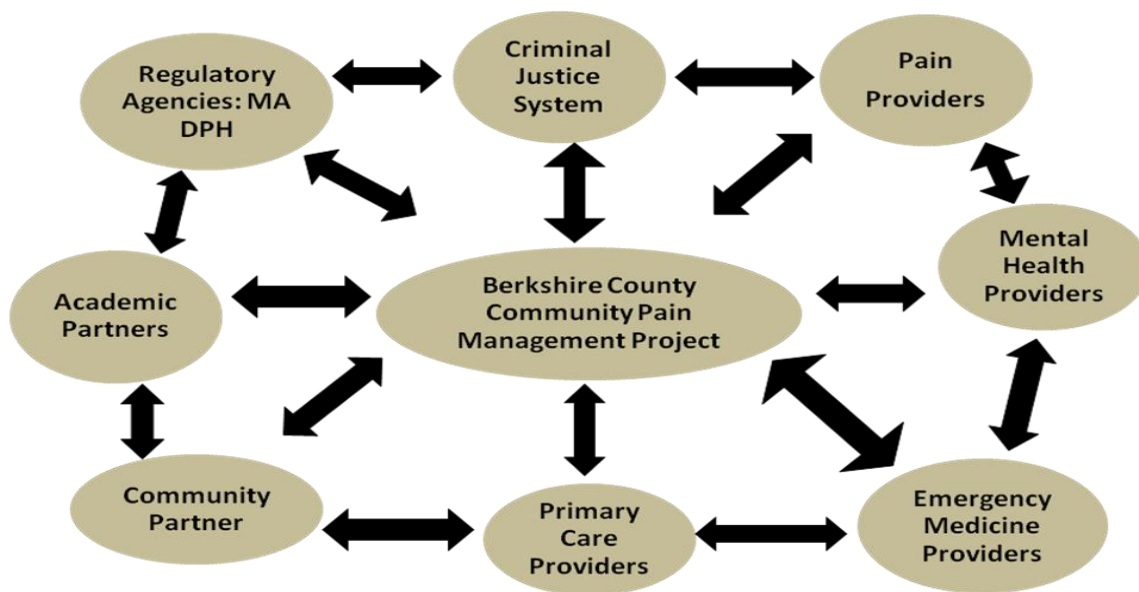 Regulatory
Agencies: MA
DPH
Criminal
Justice
System
Pain
Providers
Mental
Health
Providers
Berkshire County
Community Pain
Management Project
Academic
Partners
Community
Partner
Primary
Care
Providers
Emergency
Medicine
Providers